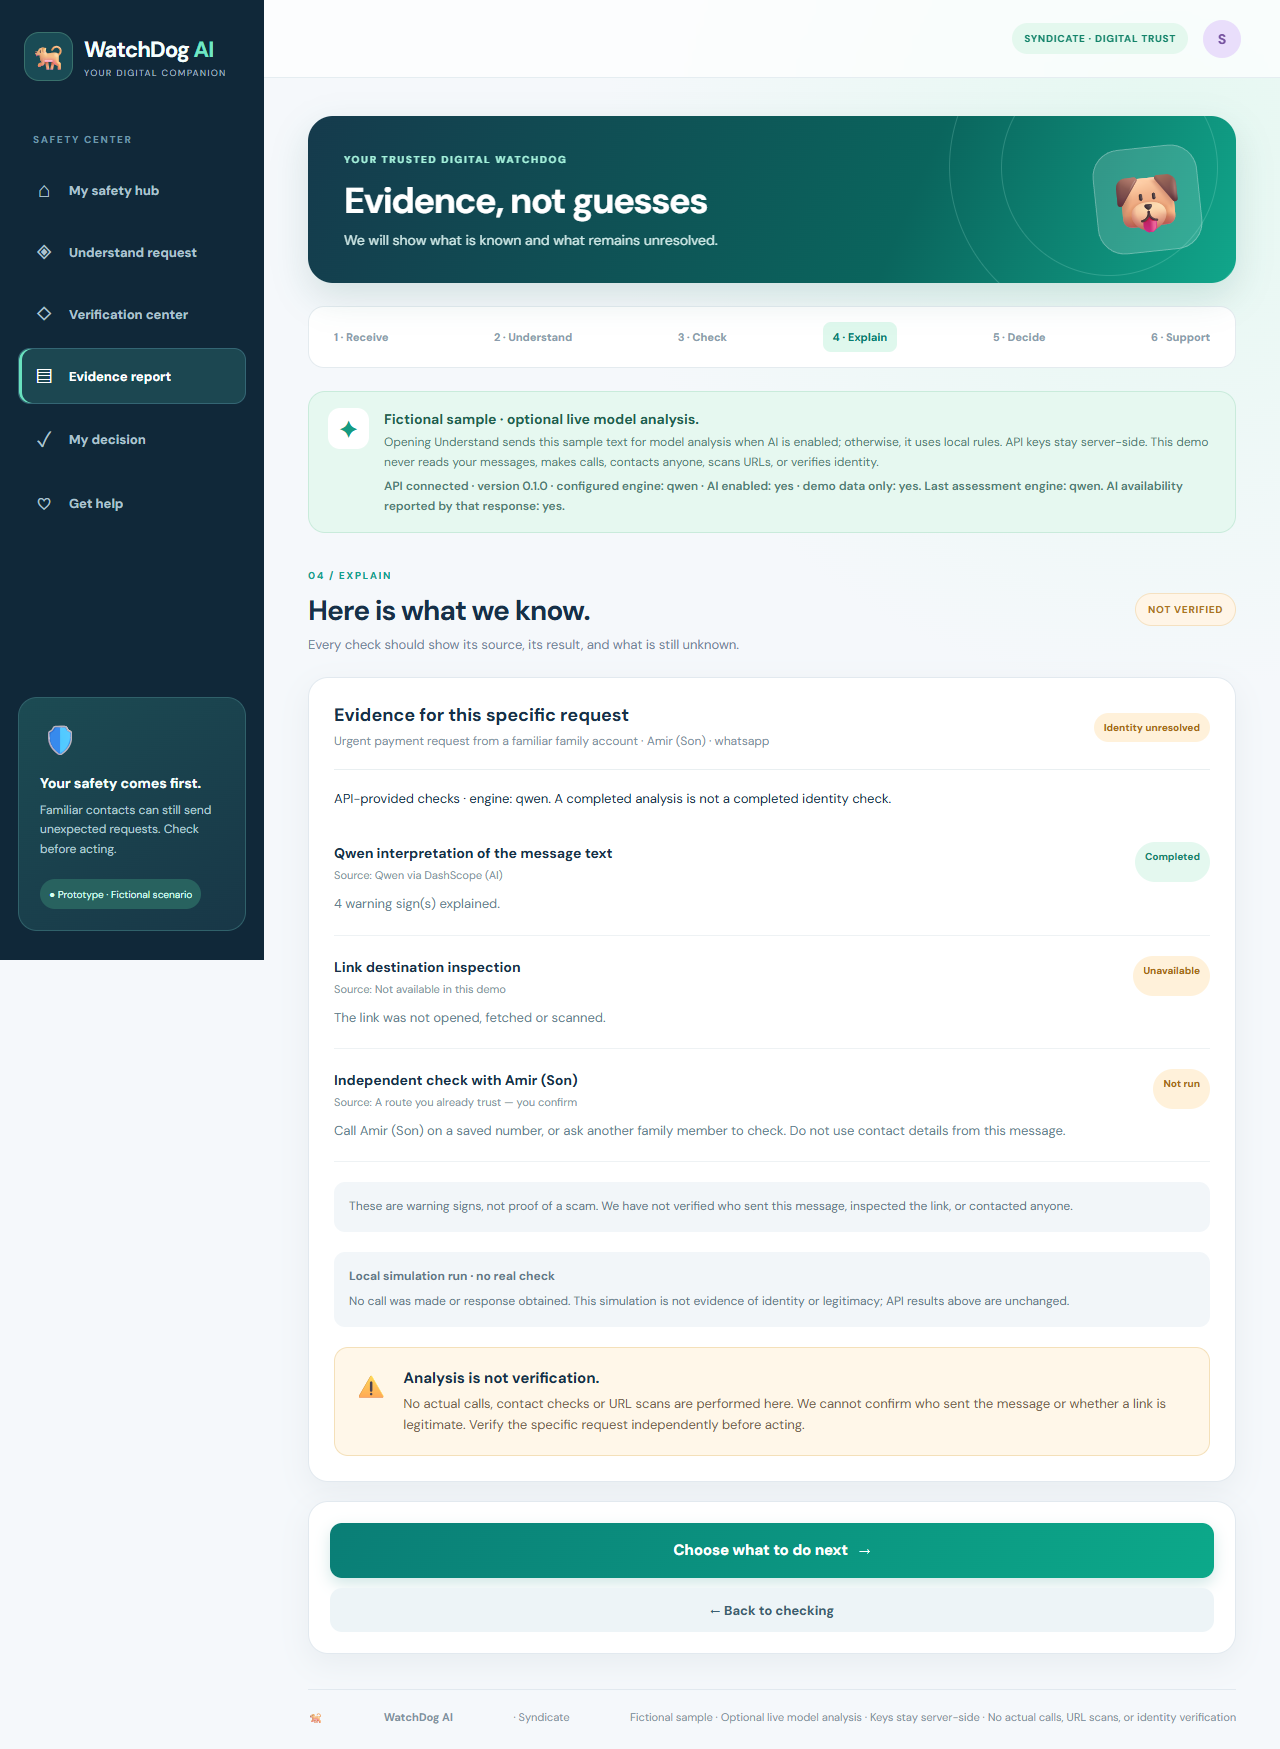 WatchDog AI
YOUR DIGITAL COMPANION
SAFETY CENTER
My safety hub
Understand request
Verification center
Evidence report
My decision
Get help
Your safety comes first.
Familiar contacts can still send
unexpected requests. Check
before acting.
● Prototype · Fictional scenario
SYNDICATE · DIGITAL TRUST
S
YOUR TRUSTED DIGITAL WATCHDOG
Evidence, not guesses
We will show what is known and what remains unresolved.
1 · Receive
2 · Understand
3 · Check
4 · Explain
5 · Decide
6 · Support
Fictional sample · optional live model analysis.
Opening Understand sends this sample text for model analysis when AI is enabled; otherwise, it uses local rules. API keys stay server-side. This demo
never reads your messages, makes calls, contacts anyone, scans URLs, or verifies identity.
API connected · version 0.1.0 · configured engine: qwen · AI enabled: yes · demo data only: yes. Last assessment engine: qwen. AI availability
reported by that response: yes.
04 / EXPLAIN
Here is what we know.
NOT VERIFIED
Every check should show its source, its result, and what is still unknown.
Evidence for this specific request
Urgent payment request from a familiar family account · Amir (Son) · whatsapp
Identity unresolved
API-provided checks · engine: qwen. A completed analysis is not a completed identity check.
Qwen interpretation of the message text
Completed
Source: Qwen via DashScope (AI)
4 warning sign(s) explained.
Link destination inspection
Unavailable
Source: Not available in this demo
The link was not opened, fetched or scanned.
Independent check with Amir (Son)
Not run
Source: A route you already trust — you confirm
Call Amir (Son) on a saved number, or ask another family member to check. Do not use contact details from this message.
These are warning signs, not proof of a scam. We have not verified who sent this message, inspected the link, or contacted anyone.
Local simulation run · no real check
No call was made or response obtained. This simulation is not evidence of identity or legitimacy; API results above are unchanged.
Analysis is not verification.
No actual calls, contact checks or URL scans are performed here. We cannot confirm who sent the message or whether a link is
legitimate. Verify the specific request independently before acting.
Choose what to do next →
← Back to checking
WatchDog AI · Syndicate
Fictional sample · Optional live model analysis · Keys stay server-side · No actual calls, URL scans, or identity verification